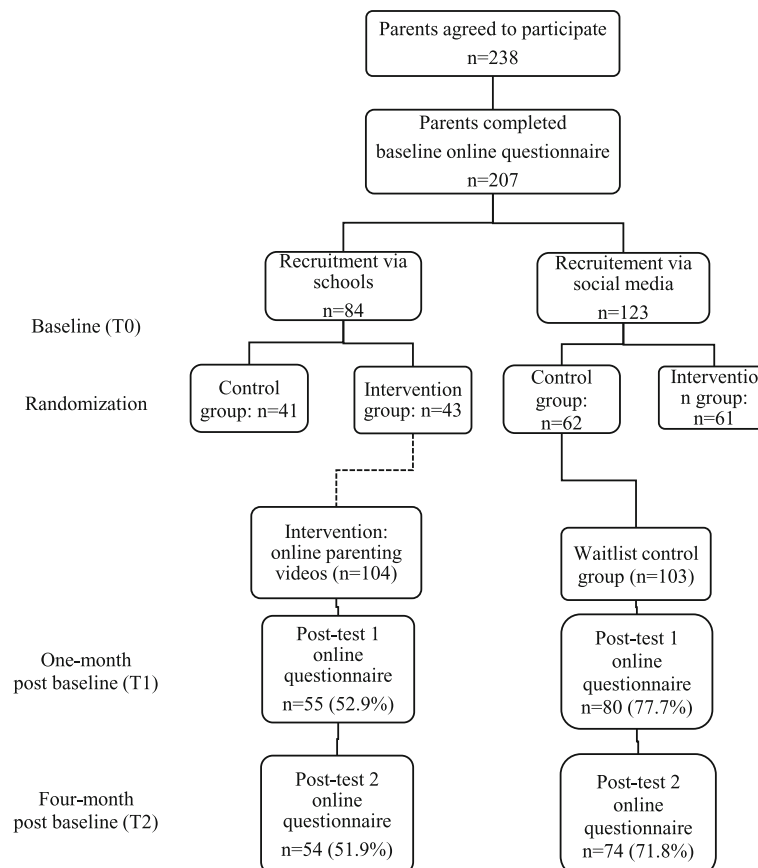 Parents agreed to participate
n=238
Parents completed
baseline online questionnaire
n=207
Recruitment via
schools
n=84
Recruitement via
social media
n=123
Baseline (T0)
Randomization
Control
group: n=41
Intervention
group: n=43
Control
group:
n=62
Interventio
n group:
n=61
Intervention:
online parenting
videos (n=104)
Waitlist control
group (n=103)
One-month
post baseline (T1)
Post-test 1
online
questionnaire
n=55 (52.9%)
Post-test 1
online
questionnaire
n=80 (77.7%)
Four-month
post baseline (T2)
Post-test 2
online
questionnaire
n=54 (51.9%)
Post-test 2
online
questionnaire
n=74 (71.8%)